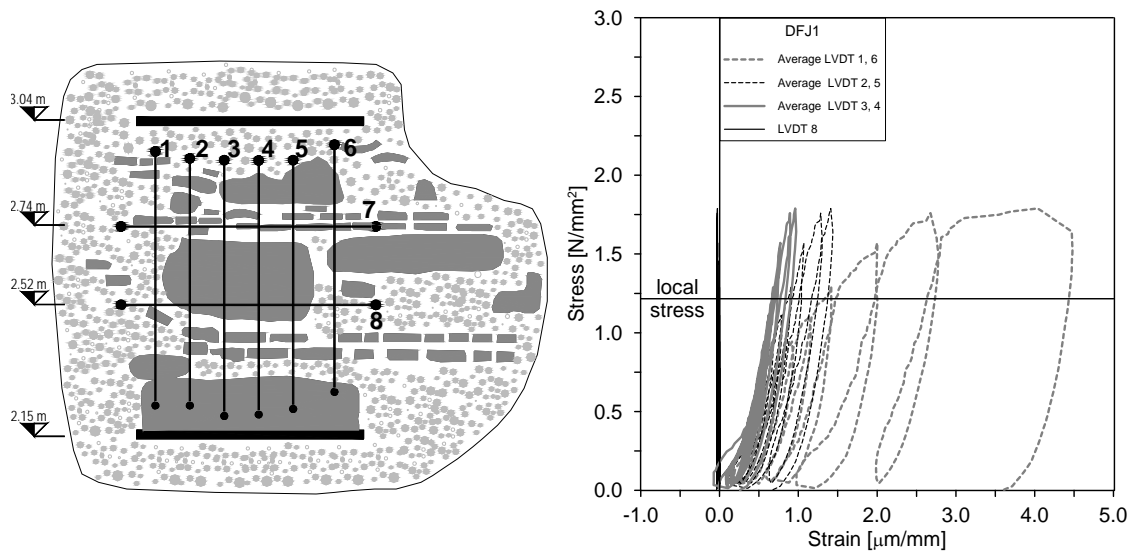 3.04 m
1 2 3 4 5 6
2.74 m
7
2.52 m
8
2.15 m
DFJ1
Average LVDT 1, 6
Average LVDT 2, 5
Average LVDT 3, 4
LVDT 8
3.0
2.5
2.0
1.5
1.0
0.5
0.0
Stress [N/mm²]
local
stress
-1.0 0.0 1.0 2.0 3.0 4.0 5.0
Strain [μm/mm]